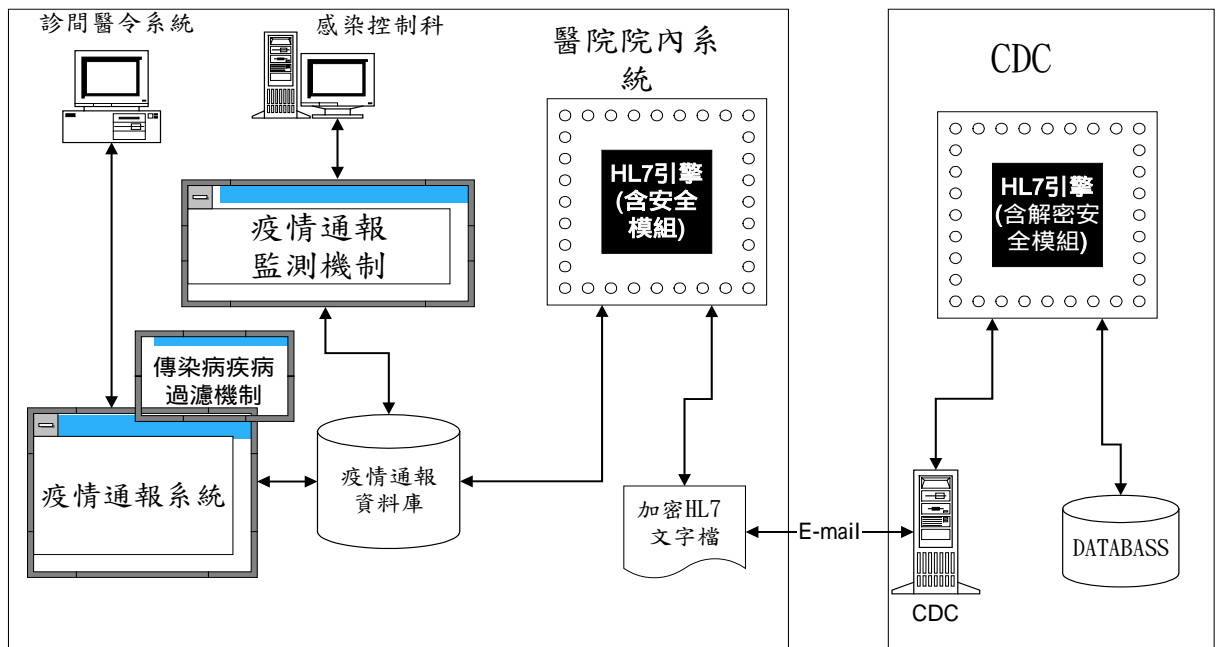 診間醫令系統
感染控制科
醫院院內系
統
CDC
HL7引擎
(含安全
模組)
HL7引擎
(含解密安
全模組)
疫情通報
監測機制
傳染病疾病
過濾機制
疫情通報系統
疫情通報
資料庫
加密HL7
文字檔
E-mail
CDC
DATABASS